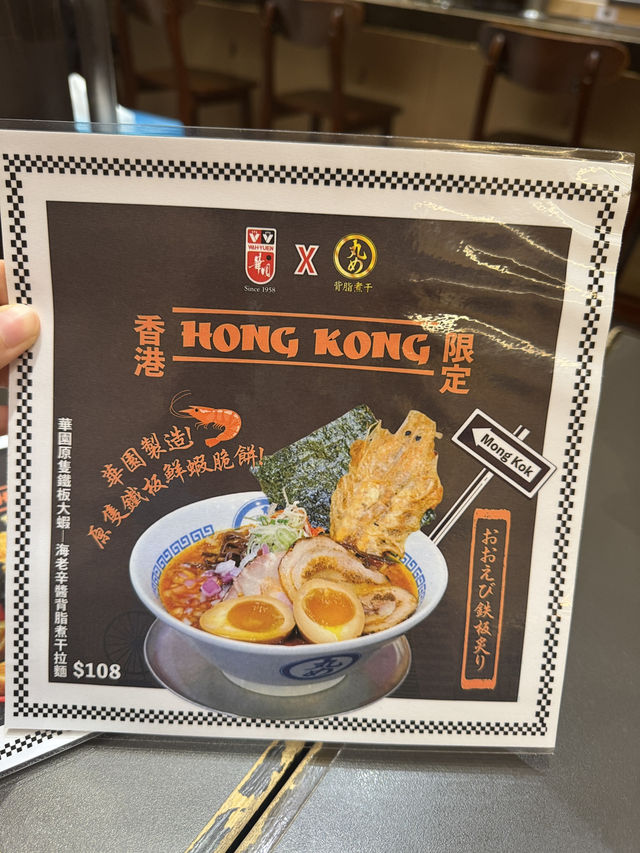 WAH YUEN
華園
Since 1958
X
丸め
背脂煮干
香港
HONG KONG
限定
華園製造!
原隻鐵板鮮蝦脆餅!
Mong Kok
華園原隻鐵板大蝦—海老辛醬背脂煮干拉麵
$108
おおえび鉄板炙り
丸め